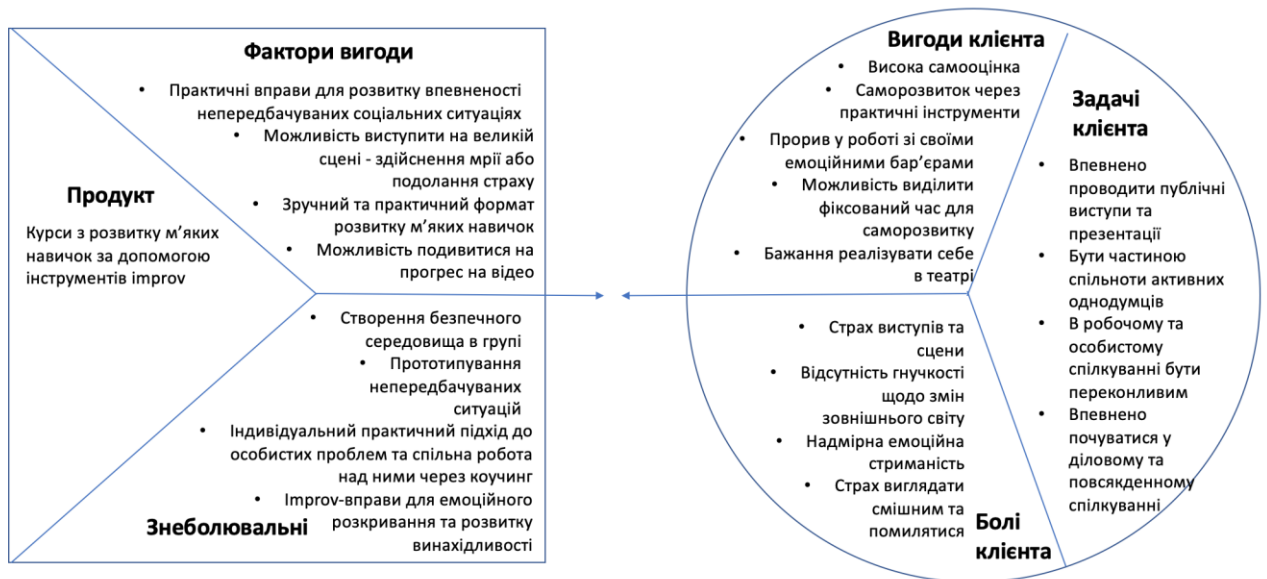 Фактори вигоди
• Практичні вправи для розвитку впевненості
непередбачуваних соціальних ситуаціях
• Можливість виступити на великій
сцені - здійснення мрії або
подолання страху
• Зручний та практичний формат
розвитку м’яких навичок
• Можливість подивитися на
прогрес на відео
Продукт
Курси з розвитку м’яких
навичок за допомогою
інструментів improv
• Створення безпечного
середовища в групі
• Прототипування
непередбачуваних
ситуацій
• Індивідуальний практичний підхід до
особистих проблем та спільна робота
над ними через коучинг
• Improv-вправи для емоційного
розкривання та розвитку
винахідливості
Знеболювальні
Вигоди клієнта
• Висока самооцінка
• Саморозвиток через
практичні інструменти
• Прорив у роботі зі своїми
емоційними бар’єрами
• Можливість виділити
фіксований час для
саморозвитку
• Бажання реалізувати себе
в театрі
Задачі
клієнта
• Впевнено
проводити публічні
виступи та
презентації
• Бути частиною
спільноти активних
однодумців
• В робочому та
особистому
спілкуванні бути
переконливим
• Впевнено
почуватися у
діловому та
повсякденному
спілкуванні
• Страх виступів та
сцени
• Відсутність гнучкості
щодо змін
зовнішнього світу
• Надмірна емоційна
стриманість
• Страх виглядати
смішним та
помилятися
Болі
клієнта